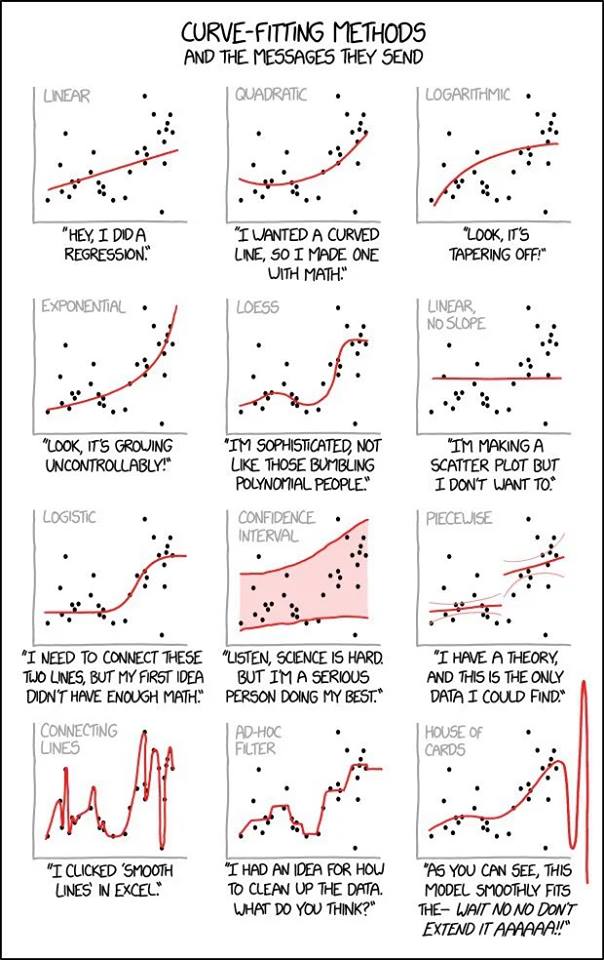 CURVE-FITTING METHODS
AND THE MESSAGES THEY SEND
LINEAR
"HEY, I DID A
REGRESSION."
QUADRATIC
"I WANTED A CURVED
LINE, SO I MADE ONE
WITH MATH."
LOGARITHMIC
"LOOK, IT'S
TAPERING OFF!"
EXPONENTIAL
"LOOK, IT'S GROWING
UNCONTROLLABLY!"
LOESS
"I'M SOPHISTICATED, NOT
LIKE THOSE BUMBLING
POLYNOMIAL PEOPLE."
LINEAR,
NO SLOPE
"I'M MAKING A
SCATTER PLOT BUT
I DON'T WANT TO."
LOGISTIC
"I NEED TO CONNECT THESE
TWO LINES, BUT MY FIRST IDEA
DIDN'T HAVE ENOUGH MATH."
CONFIDENCE
INTERVAL
"LISTEN, SCIENCE IS HARD.
BUT I'M A SERIOUS
PERSON DOING MY BEST."
PIECEWISE
"I HAVE A THEORY,
AND THIS IS THE ONLY
DATA I COULD FIND."
CONNECTING
LINES
"I CLICKED 'SMOOTH
LINES' IN EXCEL."
AD-HOC
FILTER
"I HAD AN IDEA FOR HOW
TO CLEAN UP THE DATA.
WHAT DO YOU THINK?"
HOUSE OF
CARDS
"AS YOU CAN SEE, THIS
MODEL SMOOTHLY FITS
THE- WAIT NO NO DON'T
EXTEND IT AAAAAA!!"